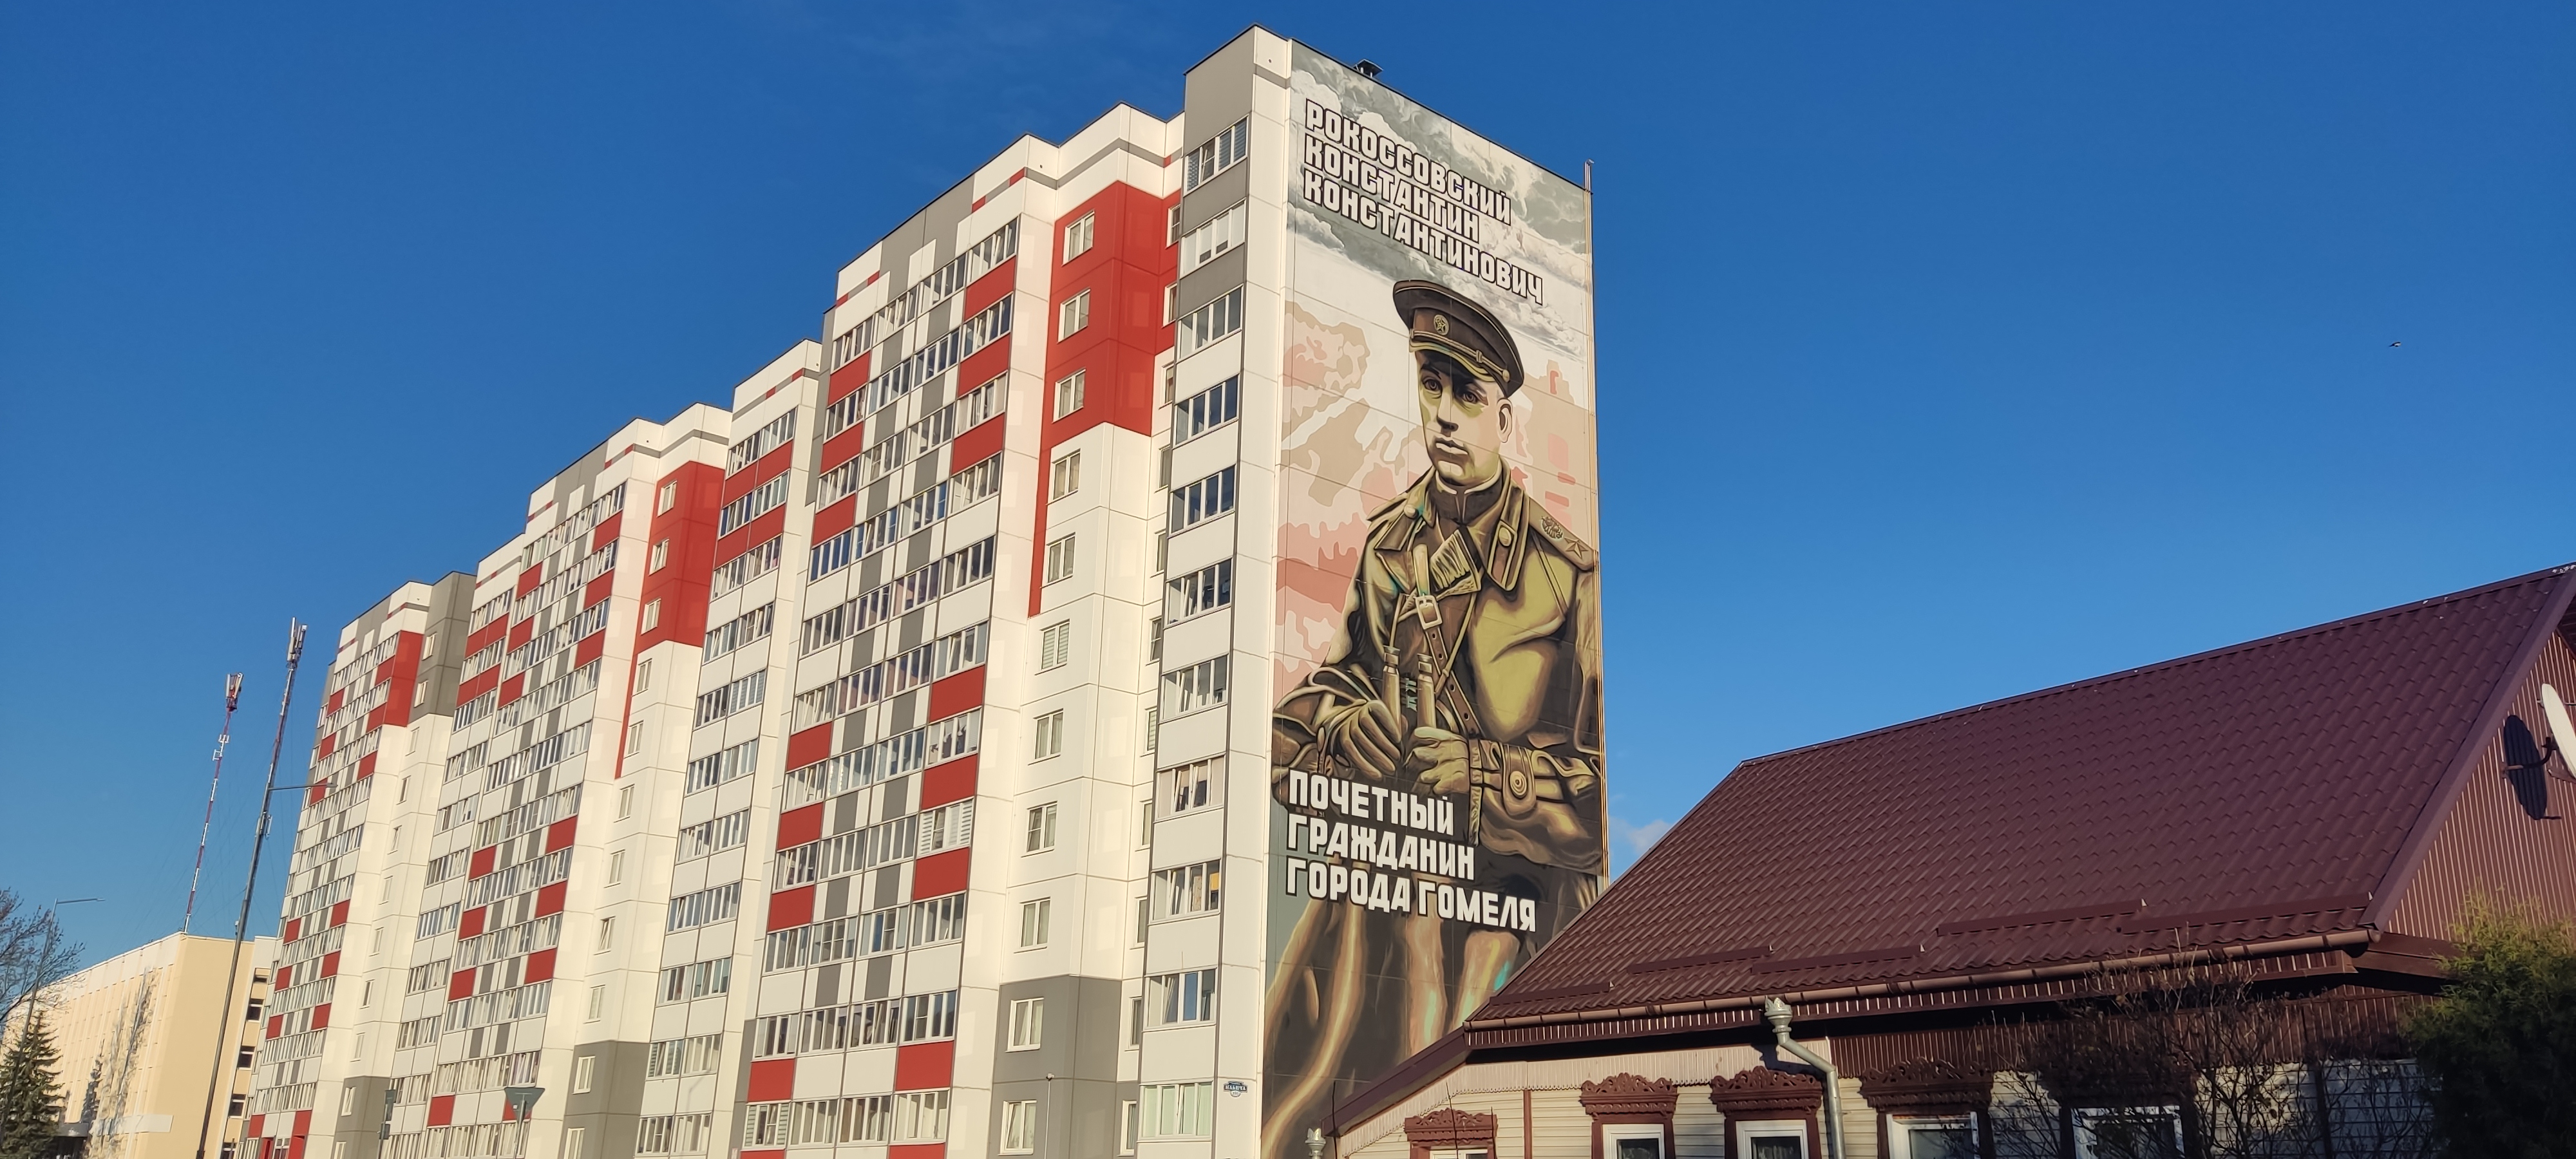 РОКОССОВСКИЙ
КОНСТАНТИН
КОНСТАНТИНОВИЧ
ПОЧЕТНЫЙ
ГРАЖДАНИН
ГОРОДА ГОМЕЛЯ